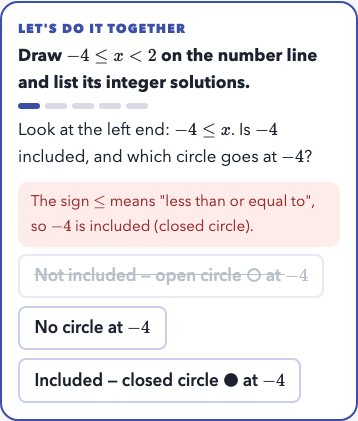 LET'S DO IT TOGETHER
Draw −4 ≤ x < 2 on the number line
and list its integer solutions.
Look at the left end: −4 ≤ x. Is −4
included, and which circle goes at −4?
The sign ≤ means "less than or equal to",
so −4 is included (closed circle).
Not included – open circle ○ at −4
No circle at −4
Included – closed circle ● at −4